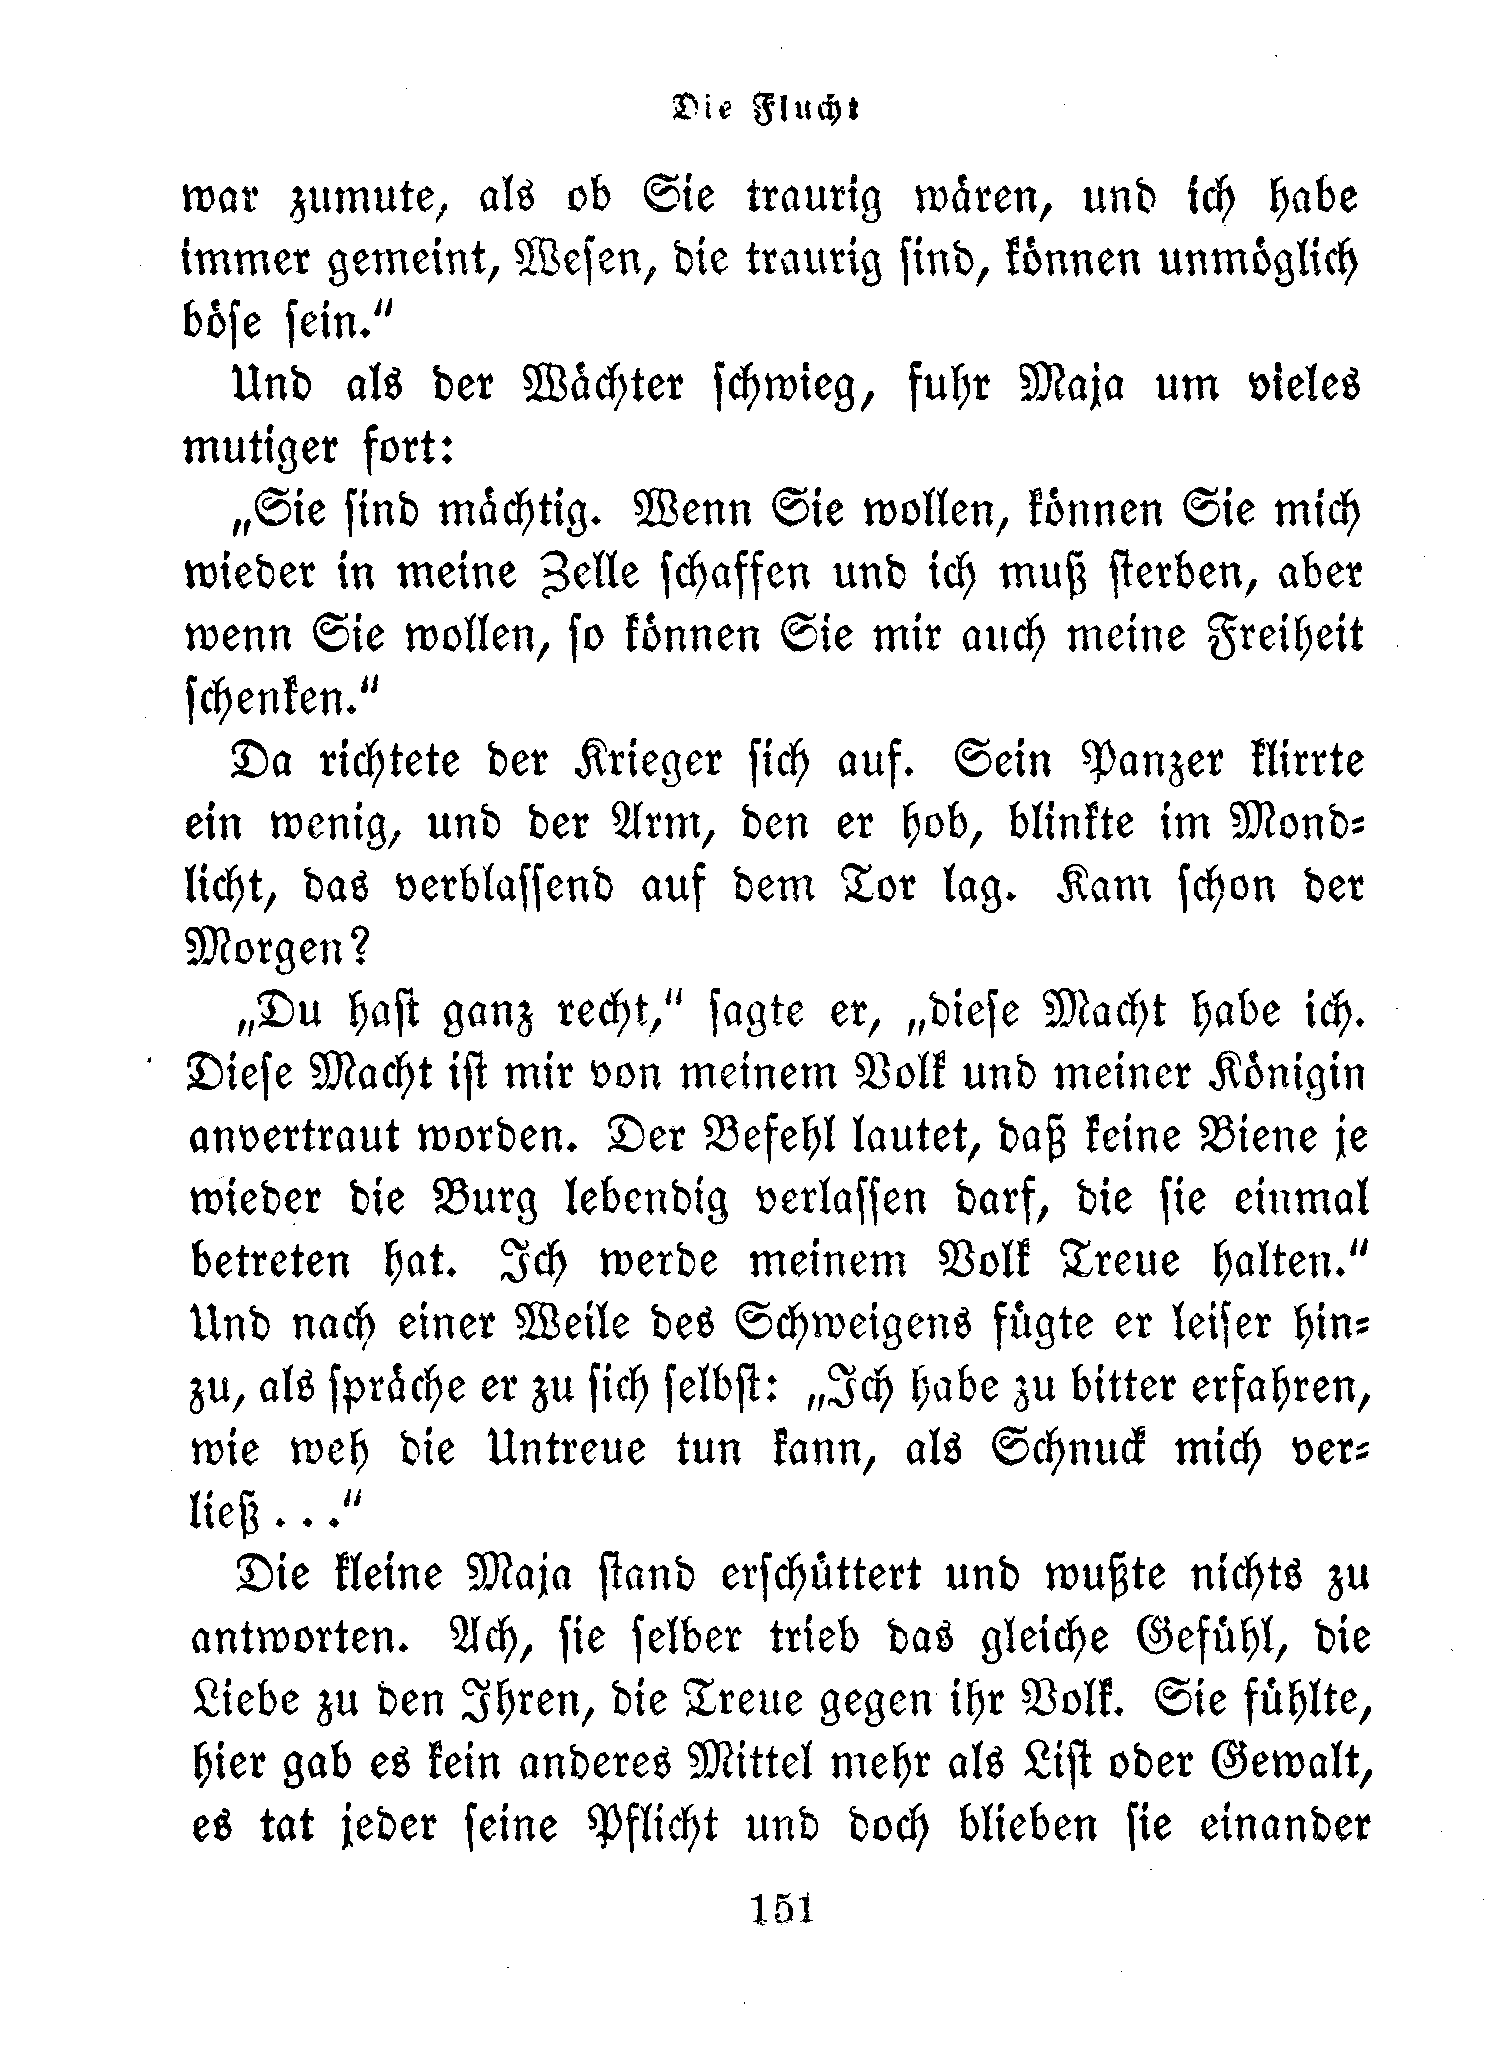 Die Flucht
war zumute, als ob Sie traurig wären, und ich habe
immer gemeint, Wesen, die traurig sind, können unmöglich
böse sein.“
Und als der Wächter schwieg, fuhr Maja um vieles
mutiger fort:
„Sie sind mächtig. Wenn Sie wollen, können Sie mich
wieder in meine Zelle schaffen und ich muß sterben, aber
wenn Sie wollen, so können Sie mir auch meine Freiheit
schenken.“
Da richtete der Krieger sich auf. Sein Panzer klirrte
ein wenig, und der Arm, den er hob, blinkte im Mond-
licht, das verblassend auf dem Tor lag. Kam schon der
Morgen?
„Du hast ganz recht,“ sagte er, „diese Macht habe ich.
Diese Macht ist mir von meinem Volk und meiner Königin
anvertraut worden. Der Befehl lautet, daß keine Biene je
wieder die Burg lebendig verlassen darf, die sie einmal
betreten hat. Ich werde meinem Volk Treue halten.“
Und nach einer Weile des Schweigens fügte er leiser hin-
zu, als spräche er zu sich selbst: „Ich habe zu bitter erfahren,
wie weh die Untreue tun kann, als Schnuck mich ver-
ließ . . .“
Die kleine Maja stand erschüttert und wußte nichts zu
antworten. Ach, sie selber trieb das gleiche Gefühl, die
Liebe zu den Ihren, die Treue gegen ihr Volk. Sie fühlte,
hier gab es kein anderes Mittel mehr als List oder Gewalt,
es tat jeder seine Pflicht und doch blieben sie einander
151